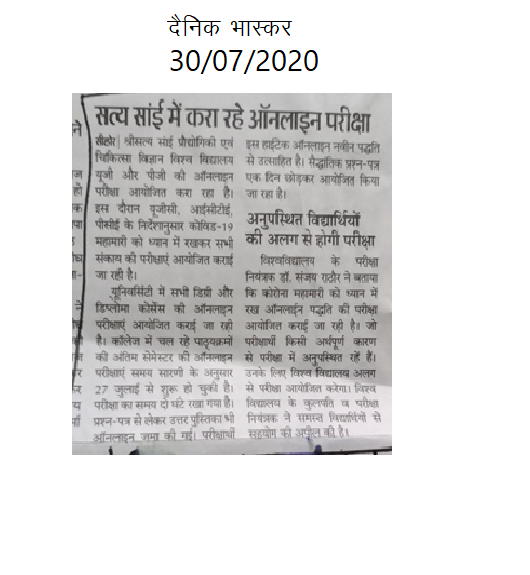 दैनिक भास्कर
30/07/2020
सत्य सांई में करा रहे ऑनलाइन परीक्षा
सीहोर| श्रीसत्य सांई प्रौद्योगिकी एवं
चिकित्सा विज्ञान विश्व विद्यालय
यूजी और पीजी की ऑनलाइन
परीक्षा आयोजित करा रहा है।
इस दौरान यूजीसी, आईसीटीई,
पीसीई के निर्देशानुसार कोविड-19
महामारी को ध्यान में रखकर सभी
संकाय की परीक्षाएं आयोजित कराई
जा रही है।
यूनिवर्सिटी में सभी डिग्री और
डिप्लोमा कोर्सेस की ऑनलाइन
परीक्षाएं आयोजित कराई जा रही
है। कॉलेज में चल रहे पाठ्यक्रमों
की अंतिम सेमेस्टर की ऑनलाइन
परीक्षाएं समय सारणी के अनुसार
27 जुलाई से शुरू हो चुकी है।
परीक्षा का समय दो घंटे रखा गया है।
प्रश्न-पत्र से लेकर उत्तर पुस्तिका भी
ऑनलाइन जमा की गई। परीक्षार्थी
इस हाईटेक ऑनलाइन नवीन पद्धति
से उत्साहित है। सैद्धांतिक प्रश्न-पत्र
एक दिन छोड़कर आयोजित किया
जा रहा है।
अनुपस्थित विद्यार्थियों
की अलग से होगी परीक्षा
विश्वविद्यालय के परीक्षा
नियंत्रक डॉ. संजय राठौर ने बताया
कि कोरोना महामारी को ध्यान में
रख ऑनलाईन पद्धति की परीक्षा
आयोजित कराई जा रही है। जो
परीक्षार्थी किसी अर्थपूर्ण कारण
से परीक्षा में अनुपस्थित रहें हैं।
उनके लिए विश्व विद्यालय अलग
से परीक्षा आयोजित करेगा। विश्व
विद्यालय के कुलपति व परीक्षा
नियंत्रक ने समस्त विद्यार्थियों से
सहयोग की अपील की है।